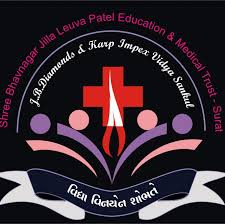 Shree Bhavnagar Jilla Leuva Patel Education & Medical Trust - Surat
J.B.Diamonds & Karp Impex Vidya Sankul
વિદ્યા વિનયેન શોભતે